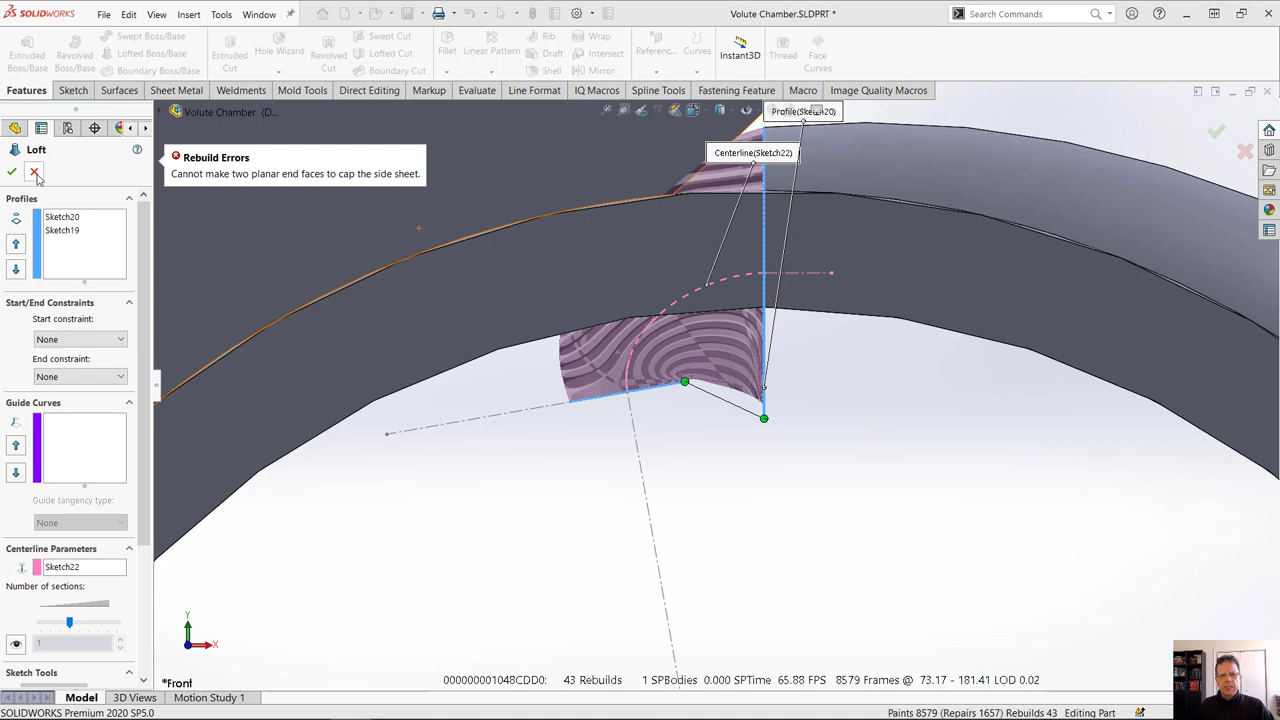 SOLIDWORKS
File Edit View Insert Tools Window
Volute Chamber.SLDPRT *
Search Commands
Extruded Boss/Base
Revolved Boss/Base
Swept Boss/Base
Lofted Boss/Base
Boundary Boss/Base
Extruded Cut
Hole Wizard
Revolved Cut
Swept Cut
Lofted Cut
Boundary Cut
Fillet
Linear Pattern
Rib
Draft
Shell
Wrap
Intersect
Mirror
Referenc...
Curves
Instant3D
Thread
Face Curves
Features Sketch Surfaces Sheet Metal Weldments Mold Tools Direct Editing Markup Evaluate Line Format IQ Macros Spline Tools Fastening Feature Macro Image Quality Macros
Volute Chamber (D...
Profile(Sketch20)
Centerline(Sketch22)
Loft
Rebuild Errors
Cannot make two planar end faces to cap the side sheet.
Profiles
Sketch20
Sketch19
Start/End Constraints
Start constraint:
None
End constraint:
None
Guide Curves
Guide tangency type:
None
Centerline Parameters
Sketch22
Number of sections:
1
Sketch Tools
Y
X
*Front
00000000048CDD0: 43 Rebuilds 1 SPBodies 0.000 SPTime 65.88 FPS 8579 Frames @ 73.17 - 181.41 LOD 0.02
Model 3D Views Motion Study 1
SOLIDWORKS Premium 2020 SP5.0
Paints 8579 (Repairs 1657) Rebuilds 43 Editing Part